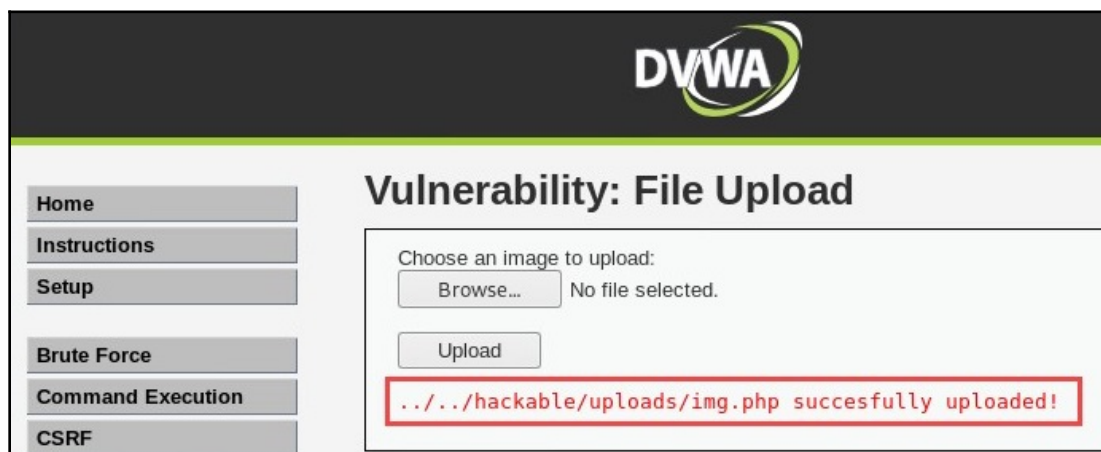 DVWA
Vulnerability: File Upload
Home
Instructions
Setup
Brute Force
Command Execution
CSRF
Choose an image to upload:
Browse... No file selected.
Upload
../../hackable/uploads/img.php succesfully uploaded!